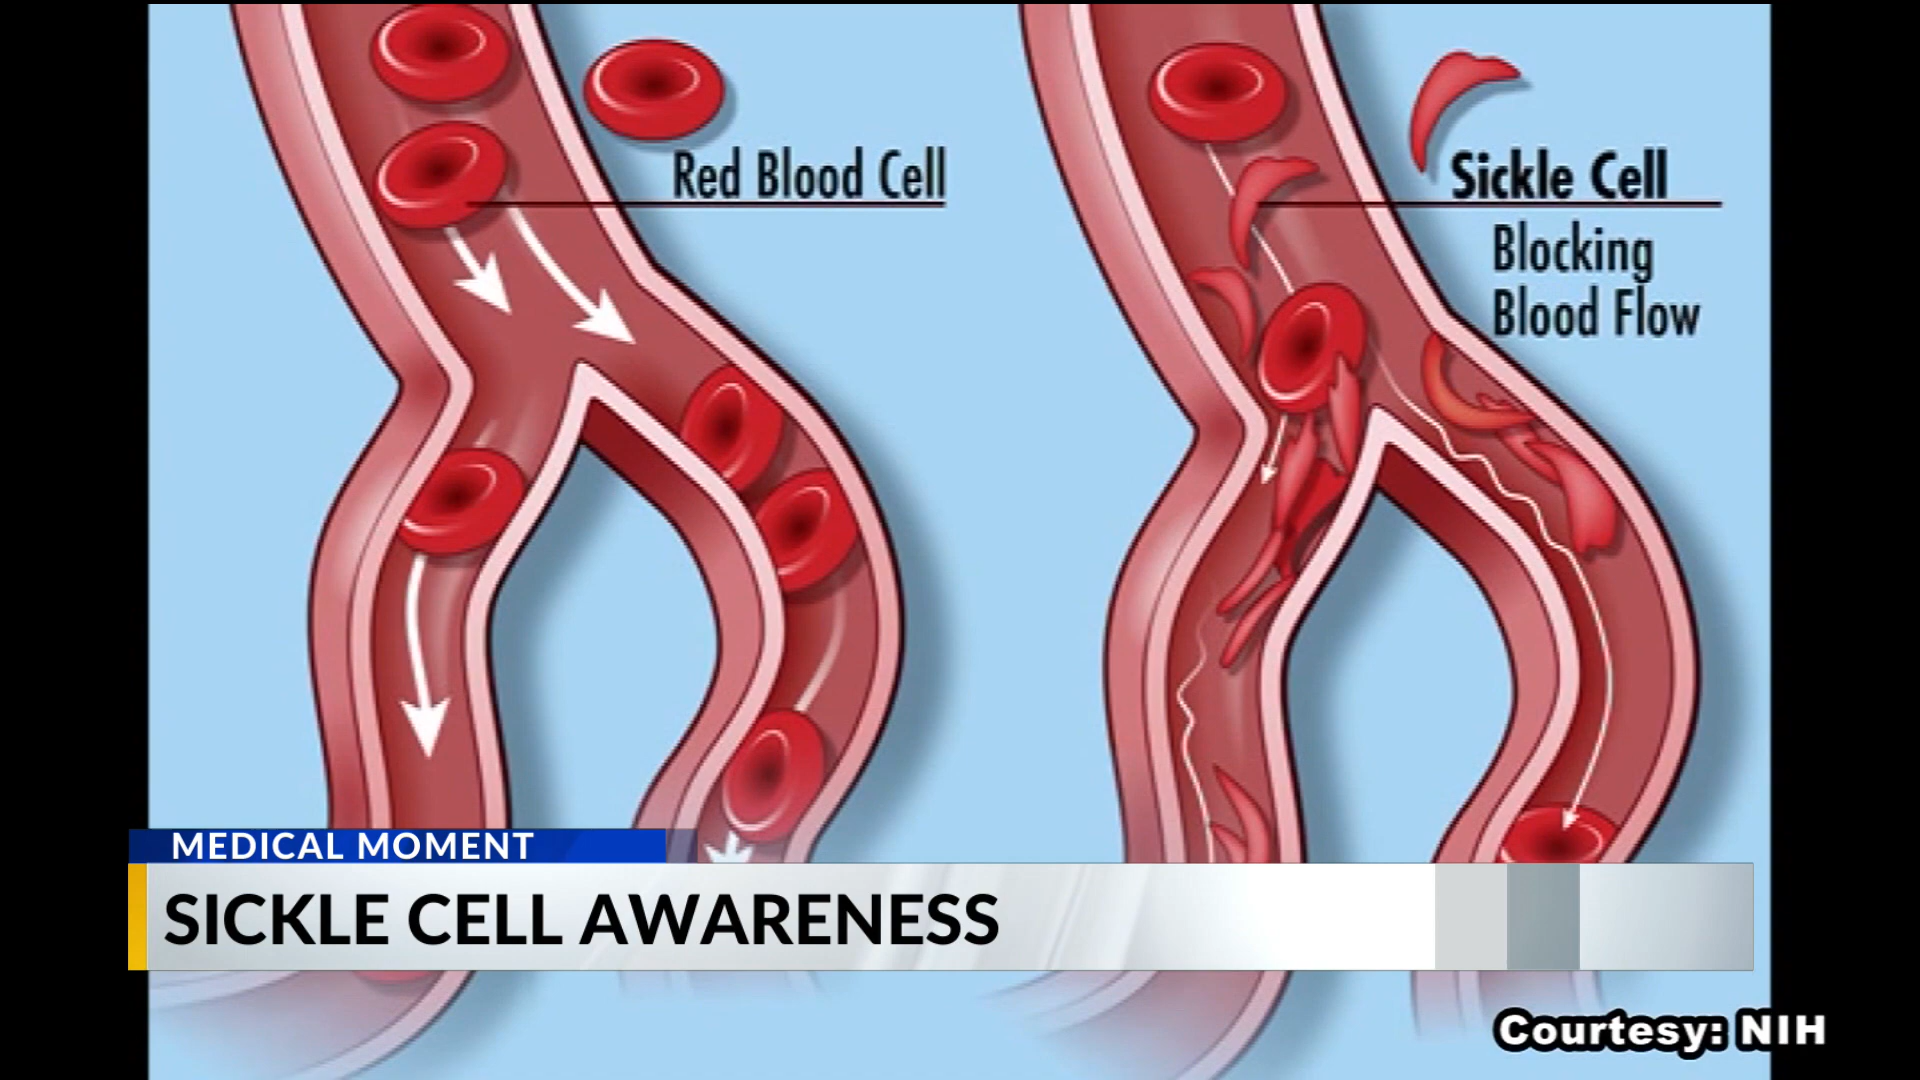 Red Blood Cell
Sickle Cell
Blocking
Blood Flow
MEDICAL MOMENT
SICKLE CELL AWARENESS
Courtesy: NIH